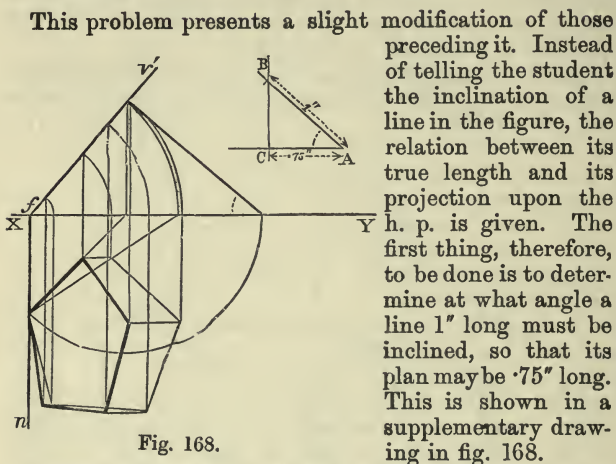 This problem presents a slight modification of those
preceding it. Instead
of telling the student
the inclination of a
line in the figure, the
relation between its
true length and its
projection upon the
h. p. is given. The
first thing, therefore,
to be done is to deter-
mine at what angle a
line 1″ long must be
inclined, so that its
plan may be ·75″ long.
This is shown in a
supplementary draw-
ing in fig. 168.
v′
B
1″
C ·75″ A
f
X Y
n
Fig. 168.